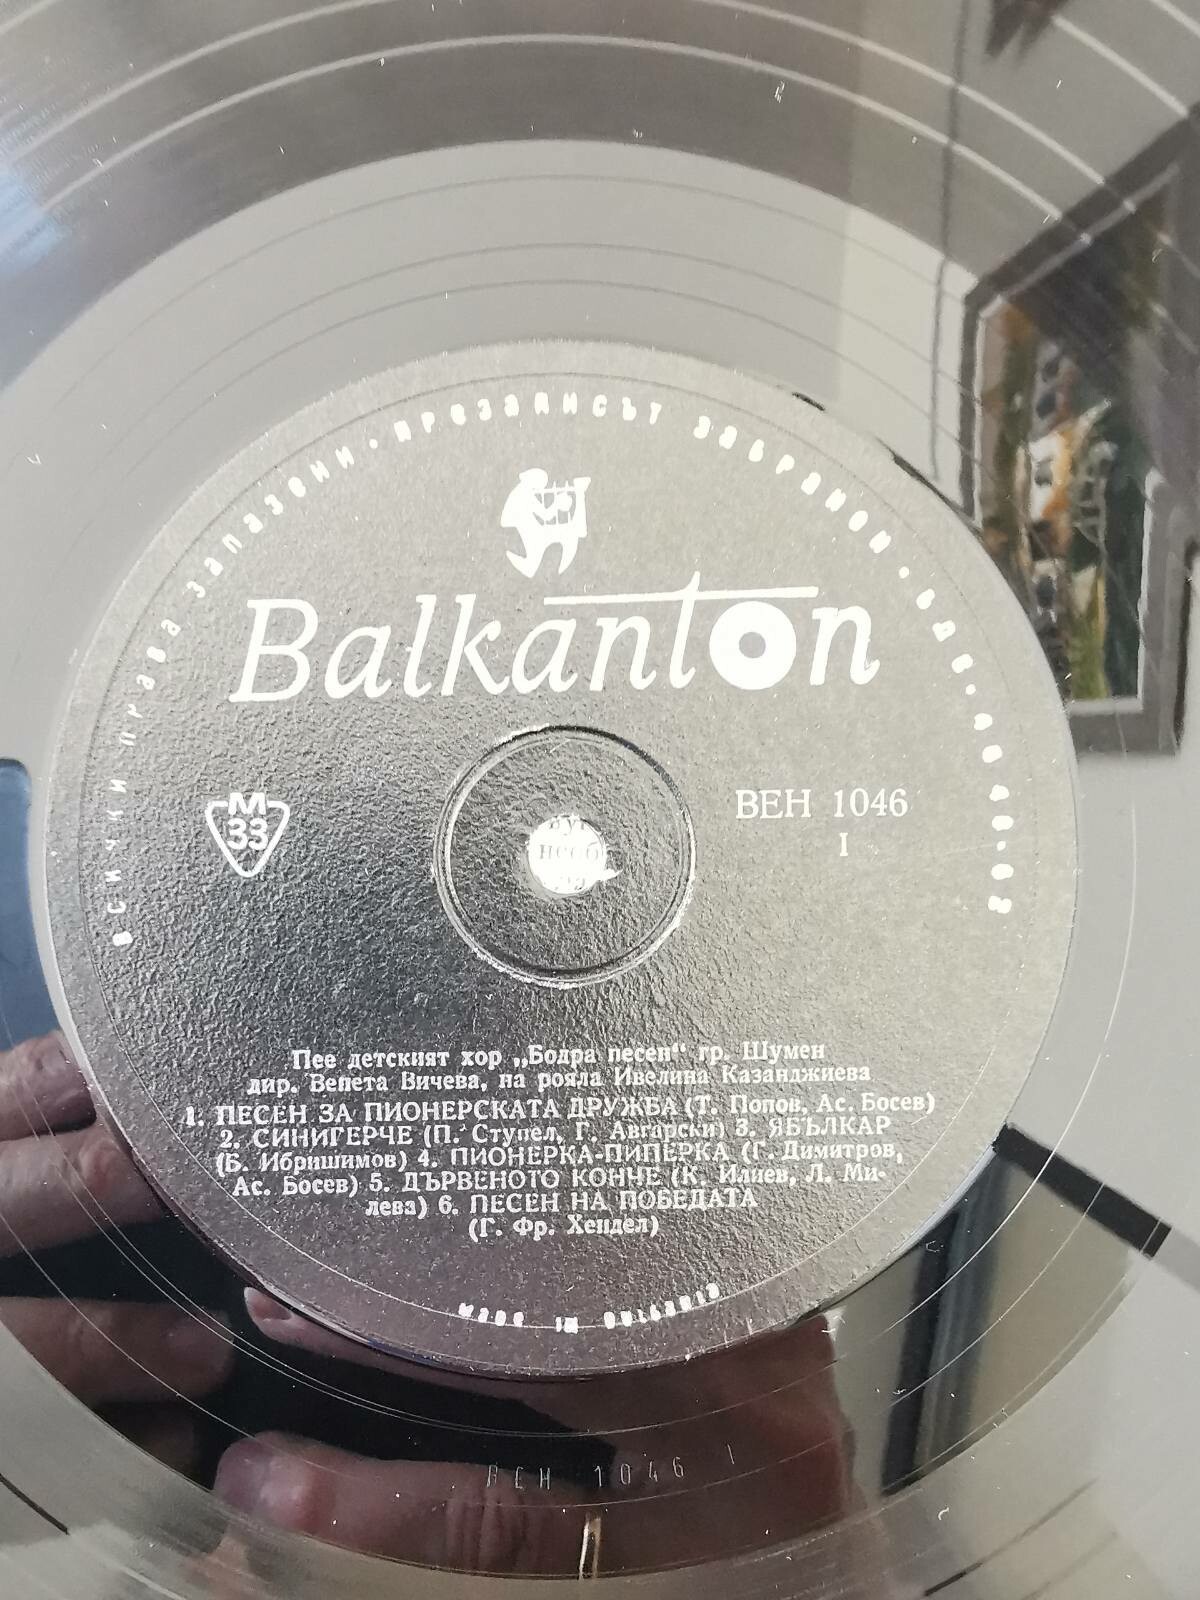 ВСИЧКИ ПРАВА ЗАПАЗЕНИ · ПРЕЗАПИСЪТ ЗАБРАНЕН ·
Balkanton
М
33
ВЕН 1046
I
Пее детският хор „Бодра песен“ гр. Шумен
дир. Венета Вичева, на рояла Ивелина Казанджиева
1. ПЕСЕН ЗА ПИОНЕРСКАТА ДРУЖБА (Т. Попов, Ас. Босев)
2. СИНИГЕРЧЕ (П. Ступел, Г. Авгарски) 3. ЯБЪЛКАР
(Б. Ибришимов) 4. ПИОНЕРКА-ПИПЕРКА (Г. Димитров,
Ас. Босев) 5. ДЪРВЕНОТО КОНЧЕ (К. Илиев, Л. Ми-
лева) 6. ПЕСЕН НА ПОБЕДАТА
(Г. Фр. Хендел)
MADE IN BULGARIA
ВЕН 1046 I